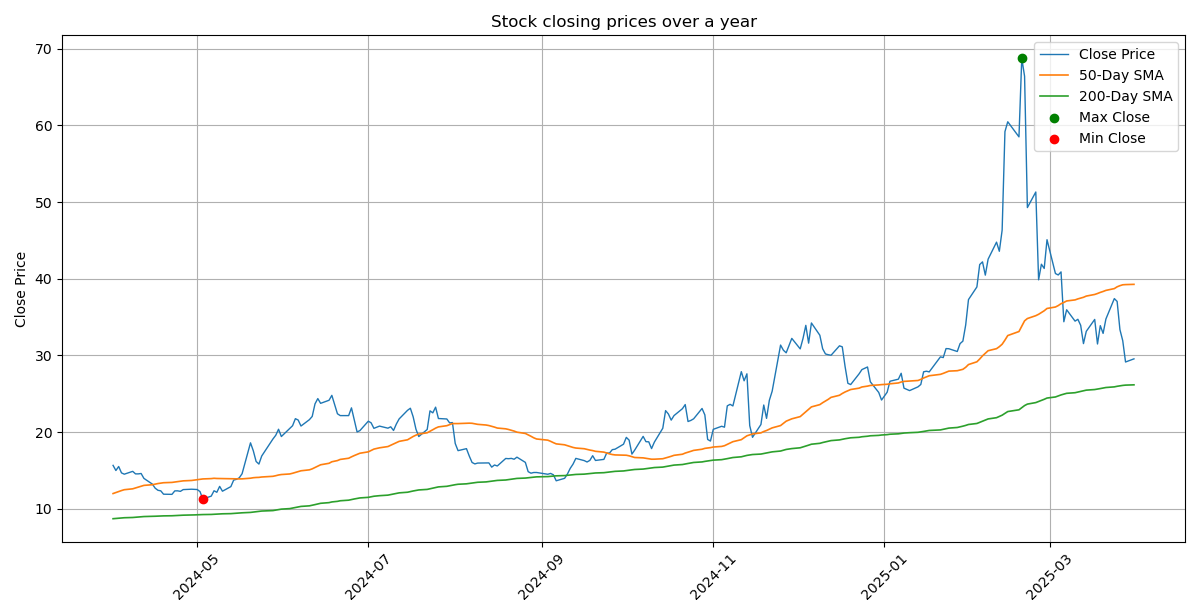 Stock closing prices over a year
Close Price
50-Day SMA
200-Day SMA
Max Close
Min Close
Close Price
70
60
50
40
30
20
10
2024-05
2024-07
2024-09
2024-11
2025-01
2025-03